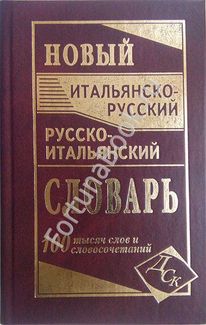 НОВЫЙ
ИТАЛЬЯНСКО-
РУССКИЙ
РУССКО-
ИТАЛЬЯНСКИЙ
СЛОВАРЬ
100 тысяч слов и
словосочетаний
ДСК